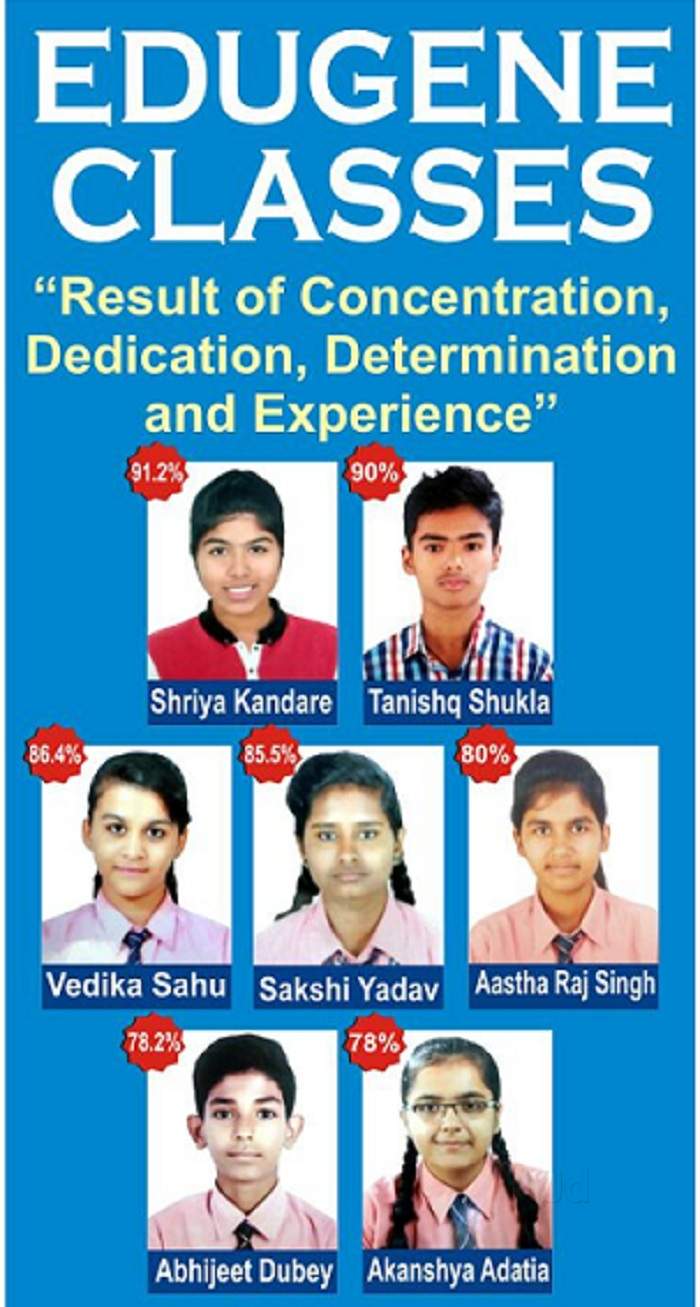 EDUGENE
CLASSES
“Result of Concentration,
Dedication, Determination
and Experience”
91.2% 90%
Shriya Kandare Tanishq Shukla
86.4% 85.5% 80%
Vedika Sahu Sakshi Yadav Aastha Raj Singh
78.2% 78%
Abhijeet Dubey Akanshya Adatia